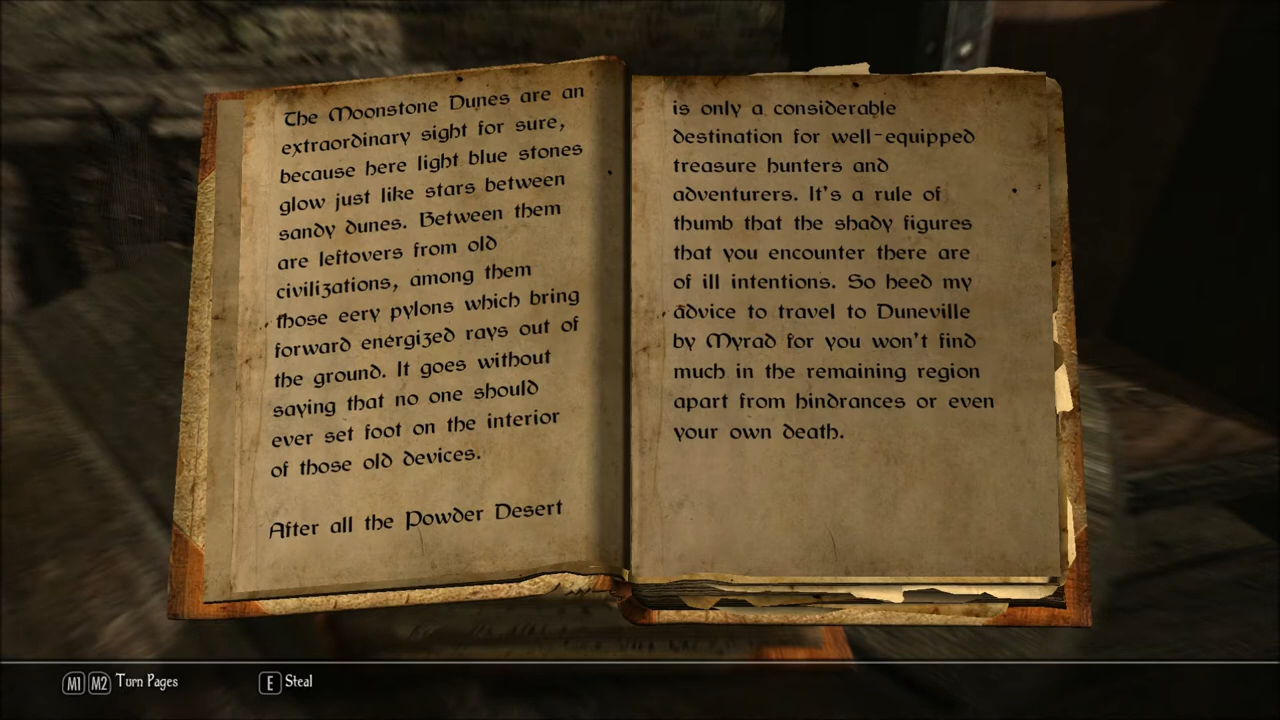 The Moonstone Dunes are an
extraordinary sight for sure,
because here light blue stones
glow just like stars between
sandy dunes. Between them
are leftovers from old
civilizations, among them
those eery pylons which bring
forward energized rays out of
the ground. It goes without
saying that no one should
ever set foot on the interior
of those old devices.
After all the Powder Desert
is only a considerable
destination for well-equipped
treasure hunters and
adventurers. It's a rule of
thumb that the shady figures
that you encounter there are
of ill intentions. So heed my
advice to travel to Duneville
by Myrad for you won't find
much in the remaining region
apart from hindrances or even
your own death.
M1 M2 Turn Pages
E Steal